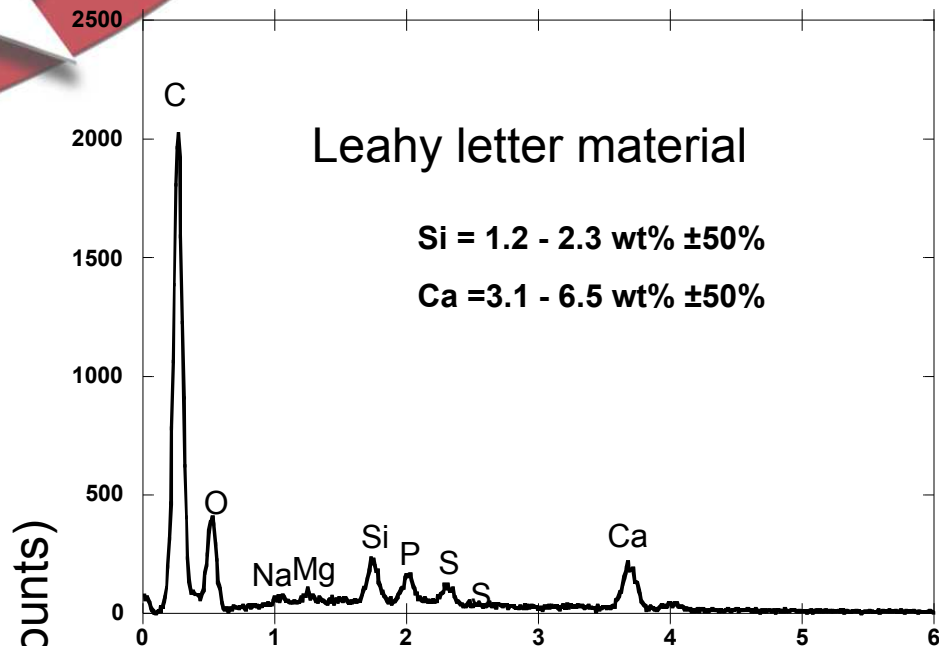 2500
C
2000
Leahy letter material
Si = 1.2 - 2.3 wt% ±50%
1500
Ca =3.1 - 6.5 wt% ±50%
1000
500
O
Si
P
S
Ca
Na
Mg
S
0
0 1 2 3 4 5 6